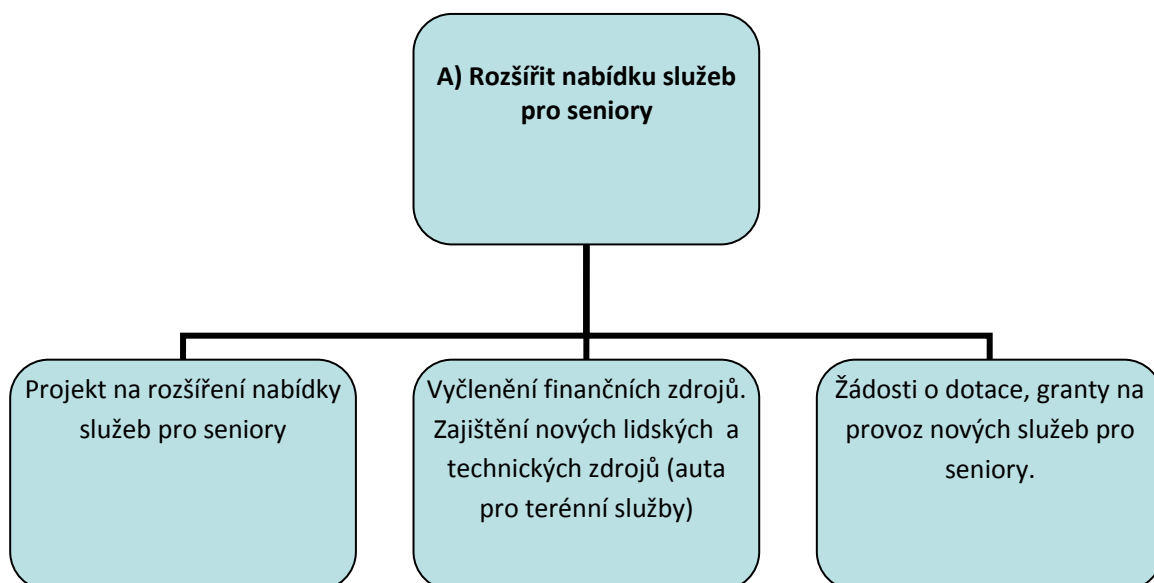 A) Rozšířit nabídku služeb
pro seniory
Projekt na rozšíření nabídky
služeb pro seniory
Vyčlenění finančních zdrojů.
Zajištění nových lidských a
technických zdrojů (auta
pro terénní služby)
Žádosti o dotace, granty na
provoz nových služeb pro
seniory.